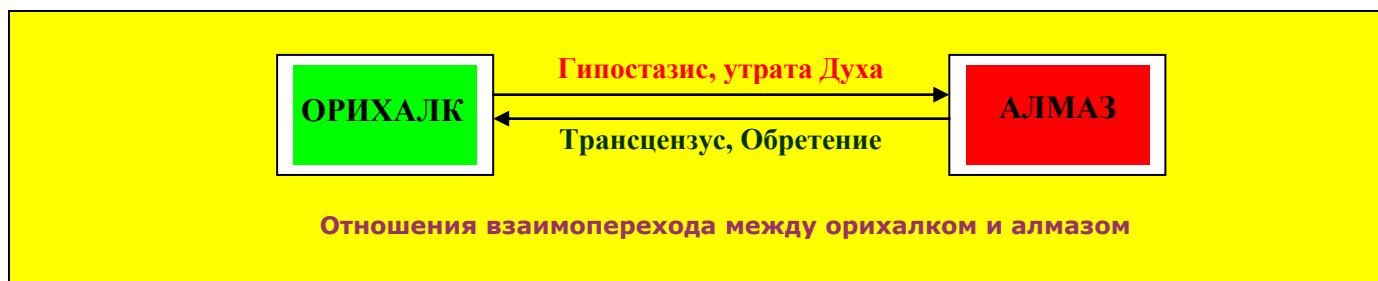 Гипостазис, утрата Духа
ОРИХАЛК
АЛМАЗ
Трансцензус, Обретение
Отношения взаимоперехода между орихалком и алмазом